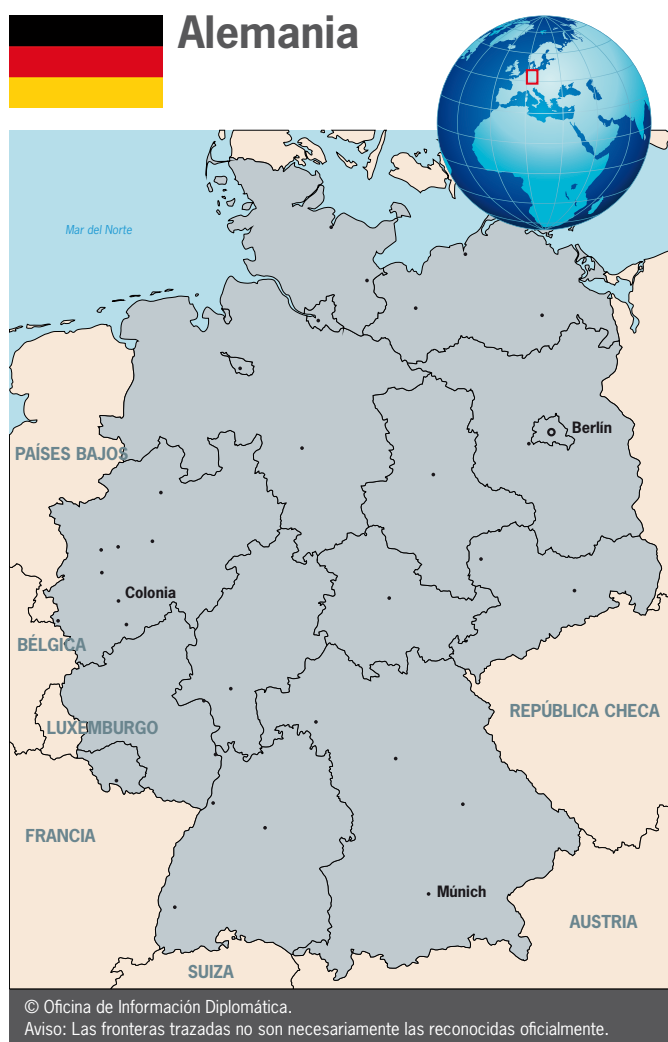 Alemania
Mar del Norte
Berlín
PAÍSES BAJOS
Colonia
BÉLGICA
REPÚBLICA CHECA
LUXEMBURGO
FRANCIA
Múnich
AUSTRIA
SUIZA
© Oficina de Información Diplomática.
Aviso: Las fronteras trazadas no son necesariamente las reconocidas oficialmente.